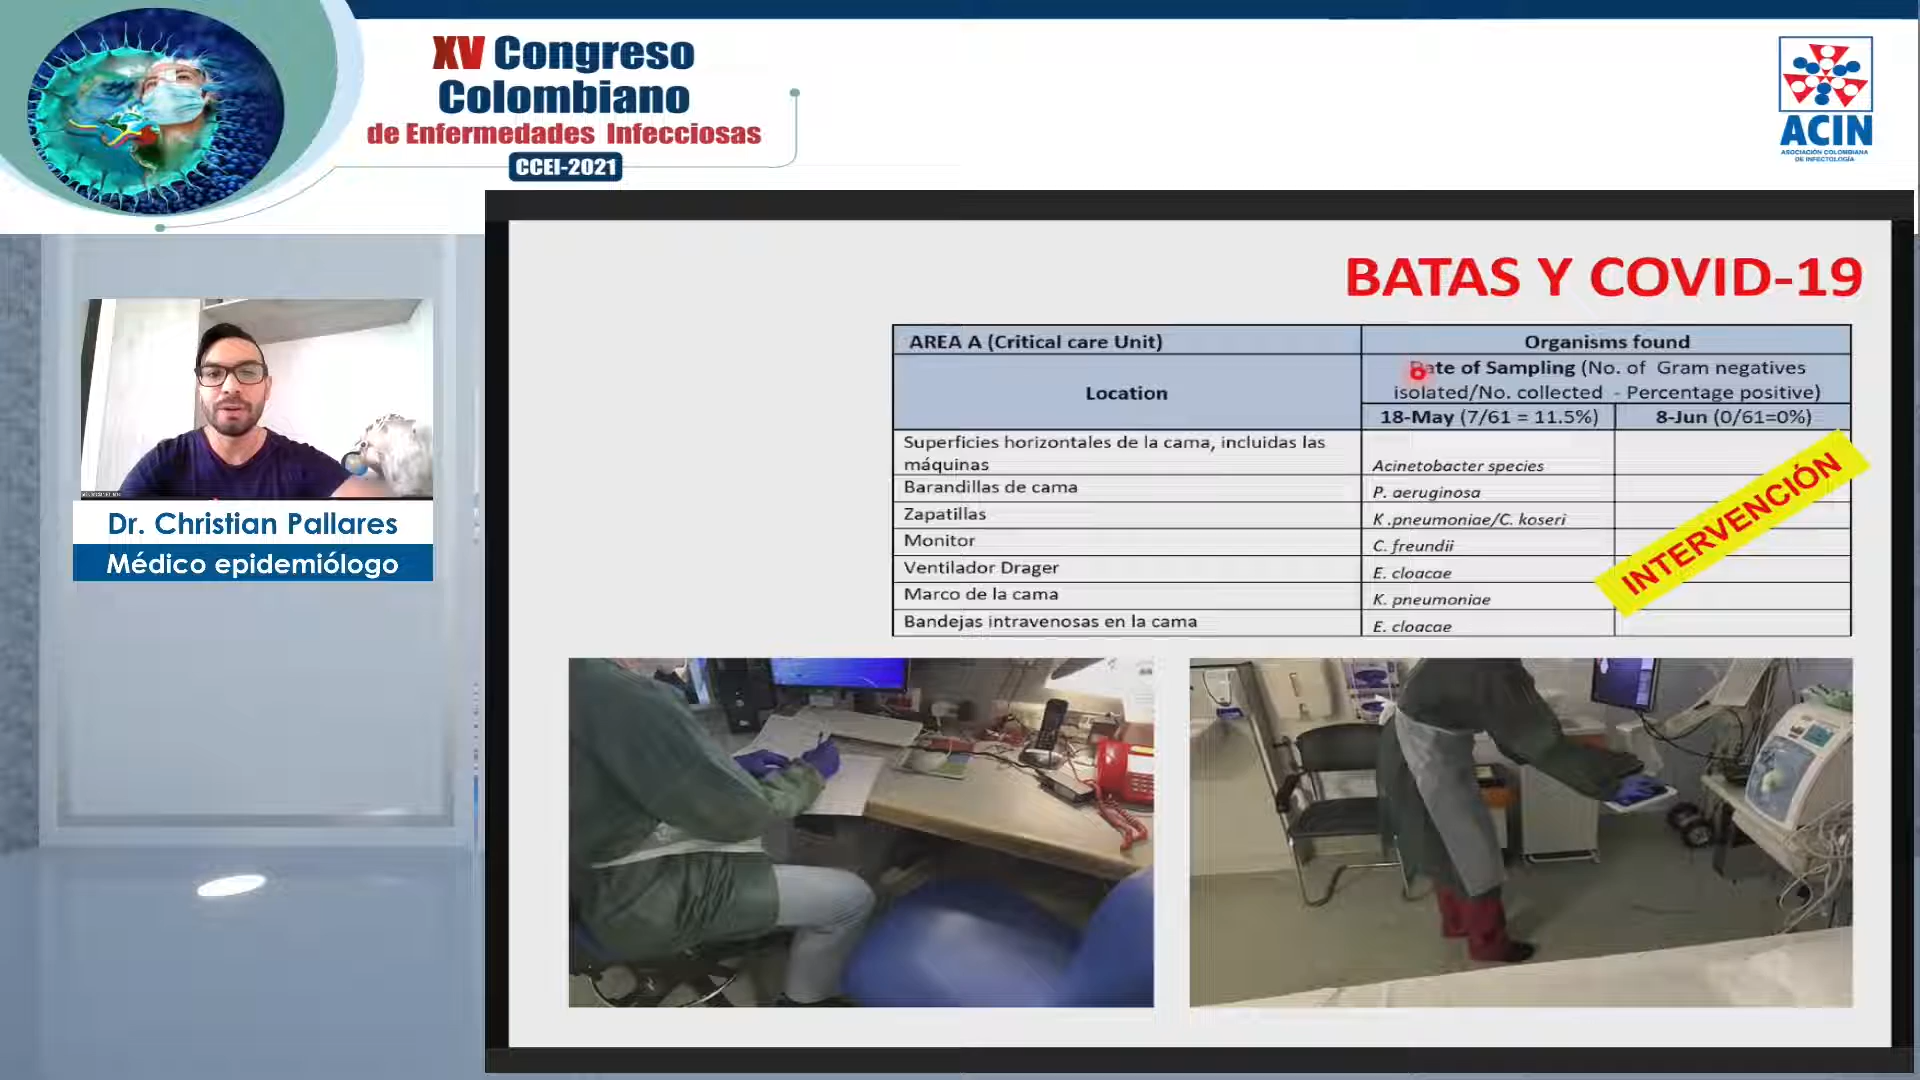 XV Congreso
Colombiano
de Enfermedades Infecciosas
CCEI-2021
ACIN
ASOCIACIÓN COLOMBIANA
DE INFECTOLOGÍA
Dr. Christian Pallares
Médico epidemiólogo
BATAS Y COVID-19
AREA A (Critical care Unit)
Organisms found
Location
Date of Sampling (No. of Gram negatives
isolated/No. collected - Percentage positive)
18-May (7/61 = 11.5%)
8-Jun (0/61=0%)
Superficies horizontales de la cama, incluidas las
máquinas
Acinetobacter species
Barandillas de cama
P. aeruginosa
Zapatillas
K .pneumoniae/C. koseri
Monitor
C. freundii
Ventilador Drager
E. cloacae
Marco de la cama
K. pneumoniae
Bandejas intravenosas en la cama
E. cloacae
INTERVENCIÓN